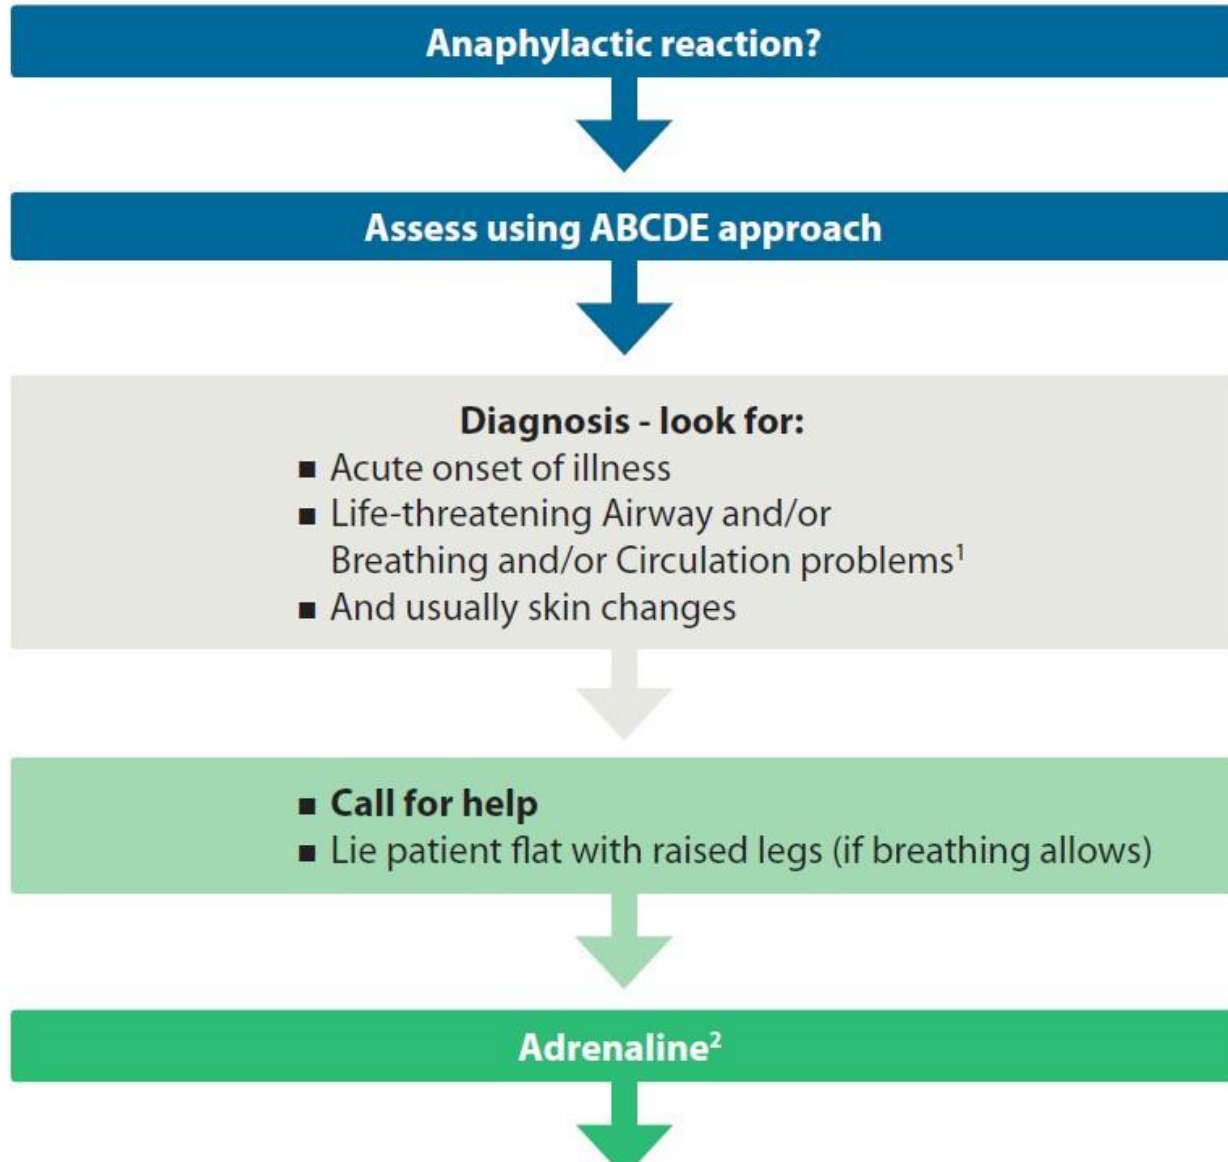 Anaphylactic reaction?
Assess using ABCDE approach
Diagnosis - look for:
■ Acute onset of illness
■ Life-threatening Airway and/or
Breathing and/or Circulation problems¹
■ And usually skin changes
■ Call for help
■ Lie patient flat with raised legs (if breathing allows)
Adrenaline²